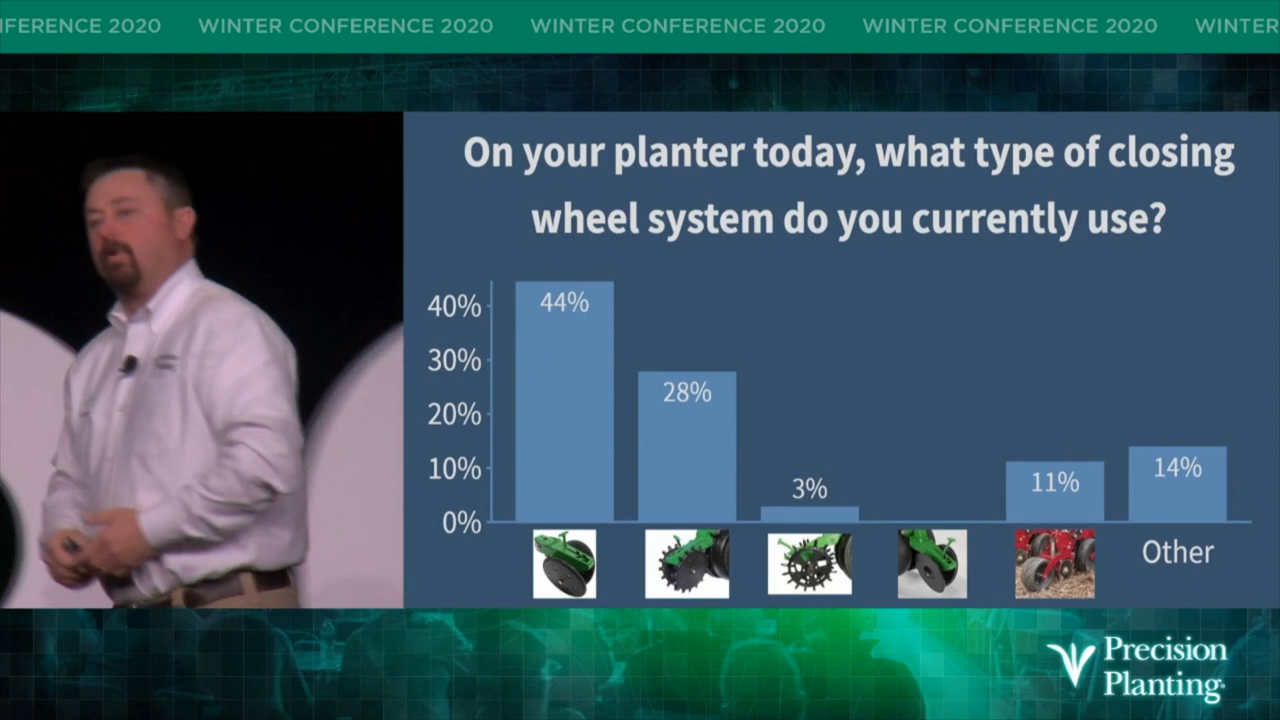 FERENCE 2020 WINTER CONFERENCE 2020 WINTER CONFERENCE 2020 WINTER CONFERENCE 2020 WINTER
On your planter today, what type of closing
wheel system do you currently use?
40%
30%
20%
10%
0%
44%
28%
3%
11%
14%
Other
Precision
Planting